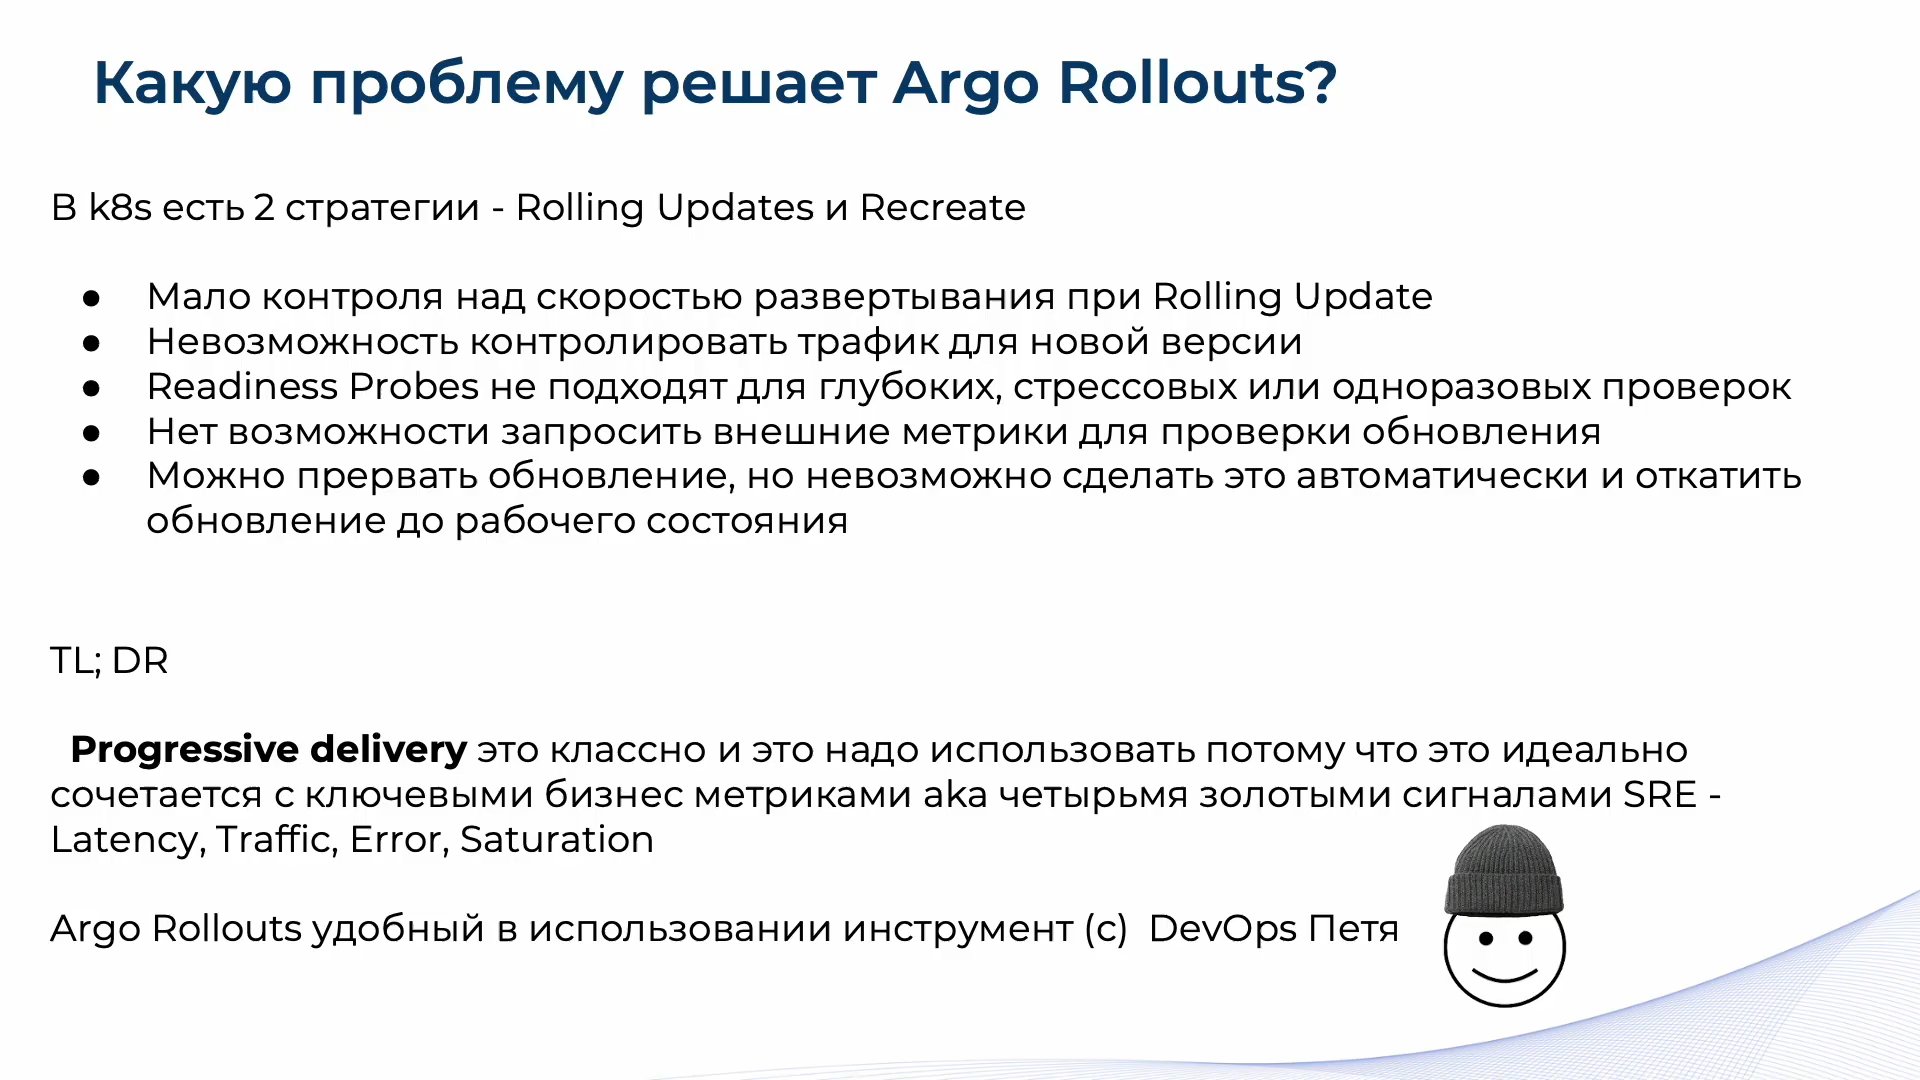 Какую проблему решает Argo Rollouts?
В k8s есть 2 стратегии - Rolling Updates и Recreate
● Мало контроля над скоростью развертывания при Rolling Update
● Невозможность контролировать трафик для новой версии
● Readiness Probes не подходят для глубоких, стрессовых или одноразовых проверок
● Нет возможности запросить внешние метрики для проверки обновления
● Можно прервать обновление, но невозможно сделать это автоматически и откатить
обновление до рабочего состояния
TL; DR
Progressive delivery это классно и это надо использовать потому что это идеально
сочетается с ключевыми бизнес метриками aka четырьмя золотыми сигналами SRE -
Latency, Traffic, Error, Saturation
Argo Rollouts удобный в использовании инструмент (с) DevOps Петя